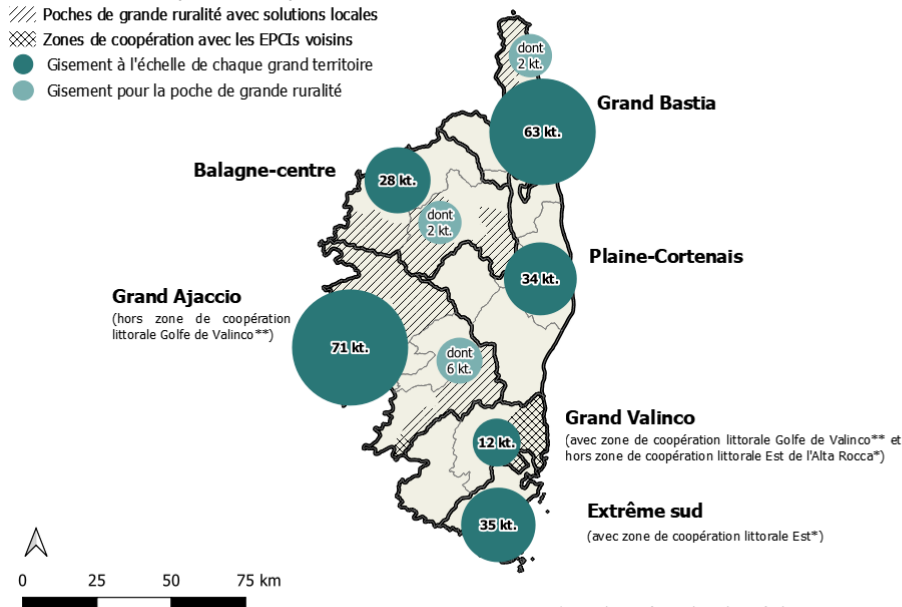 Poches de grande ruralité avec solutions locales
Zones de coopération avec les EPCIs voisins
Gisement à l'échelle de chaque grand territoire
Gisement pour la poche de grande ruralité
dont
2 kt.
Grand Bastia
63 kt.
Balagne-centre
28 kt.
dont
2 kt.
Plaine-Cortenais
34 kt.
Grand Ajaccio
(hors zone de coopération
littorale Golfe de Valinco**)
71 kt.
dont
6 kt.
Grand Valinco
(avec zone de coopération littorale Golfe de Valinco** et
hors zone de coopération littorale Est de l'Alta Rocca*)
12 kt.
Extrême sud
(avec zone de coopération littorale Est*)
35 kt.
0 25 50 75 km